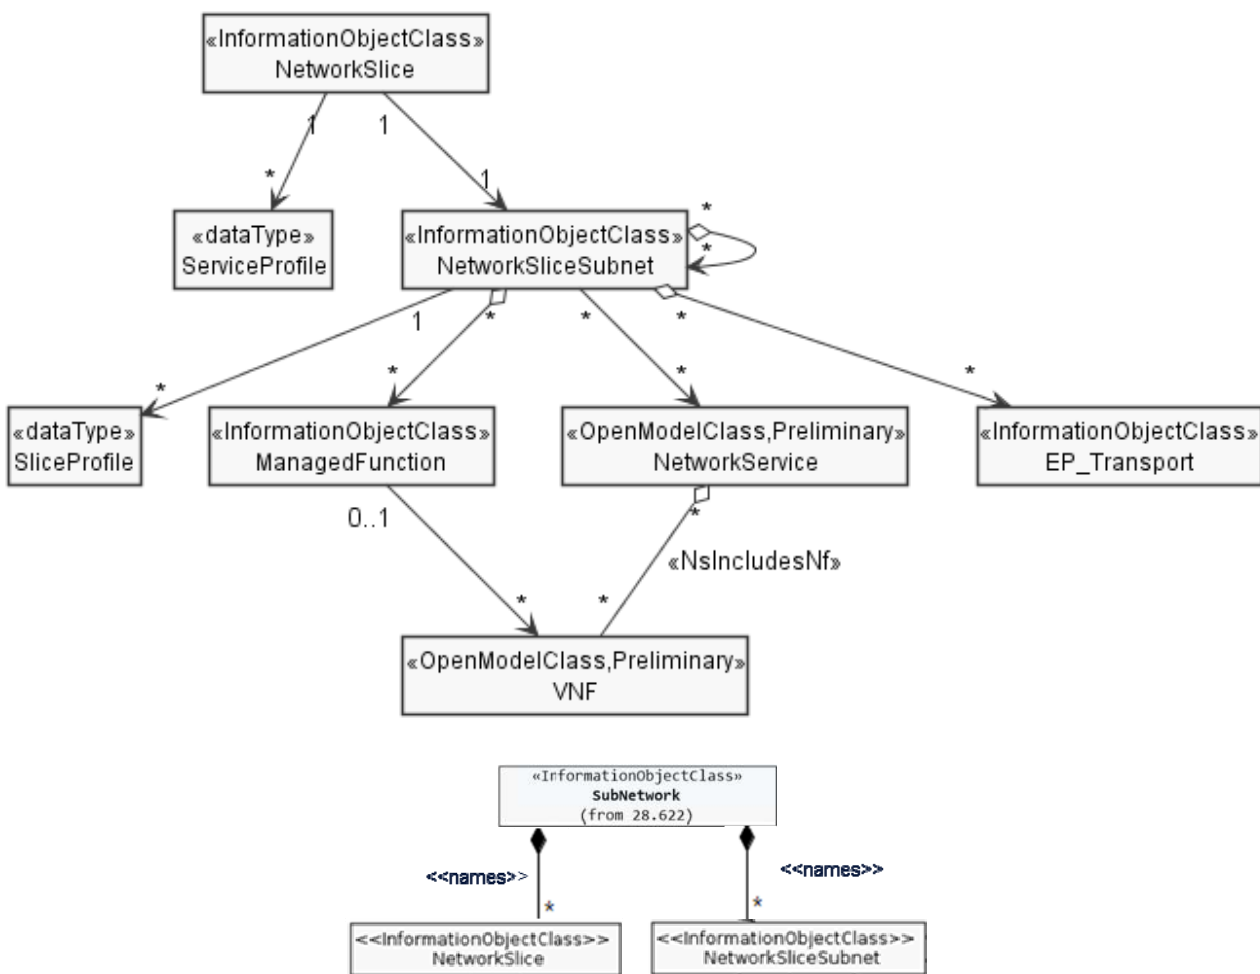 «InformationObjectClass»
NetworkSlice
1
1
*
1
«dataType»
ServiceProfile
«InformationObjectClass»
NetworkSliceSubnet
*
*
1
*
*
*
*
*
*
*
«dataType»
SliceProfile
«InformationObjectClass»
ManagedFunction
«OpenModelClass,Preliminary»
NetworkService
«InformationObjectClass»
EP_Transport
0..1
*
«NsIncludesNf»
*
*
«OpenModelClass,Preliminary»
VNF
«InformationObjectClass»
SubNetwork
(from 28.622)
<<names>>
<<names>>
*
*
<<InformationObjectClass>>
NetworkSlice
<<InformationObjectClass>>
NetworkSliceSubnet